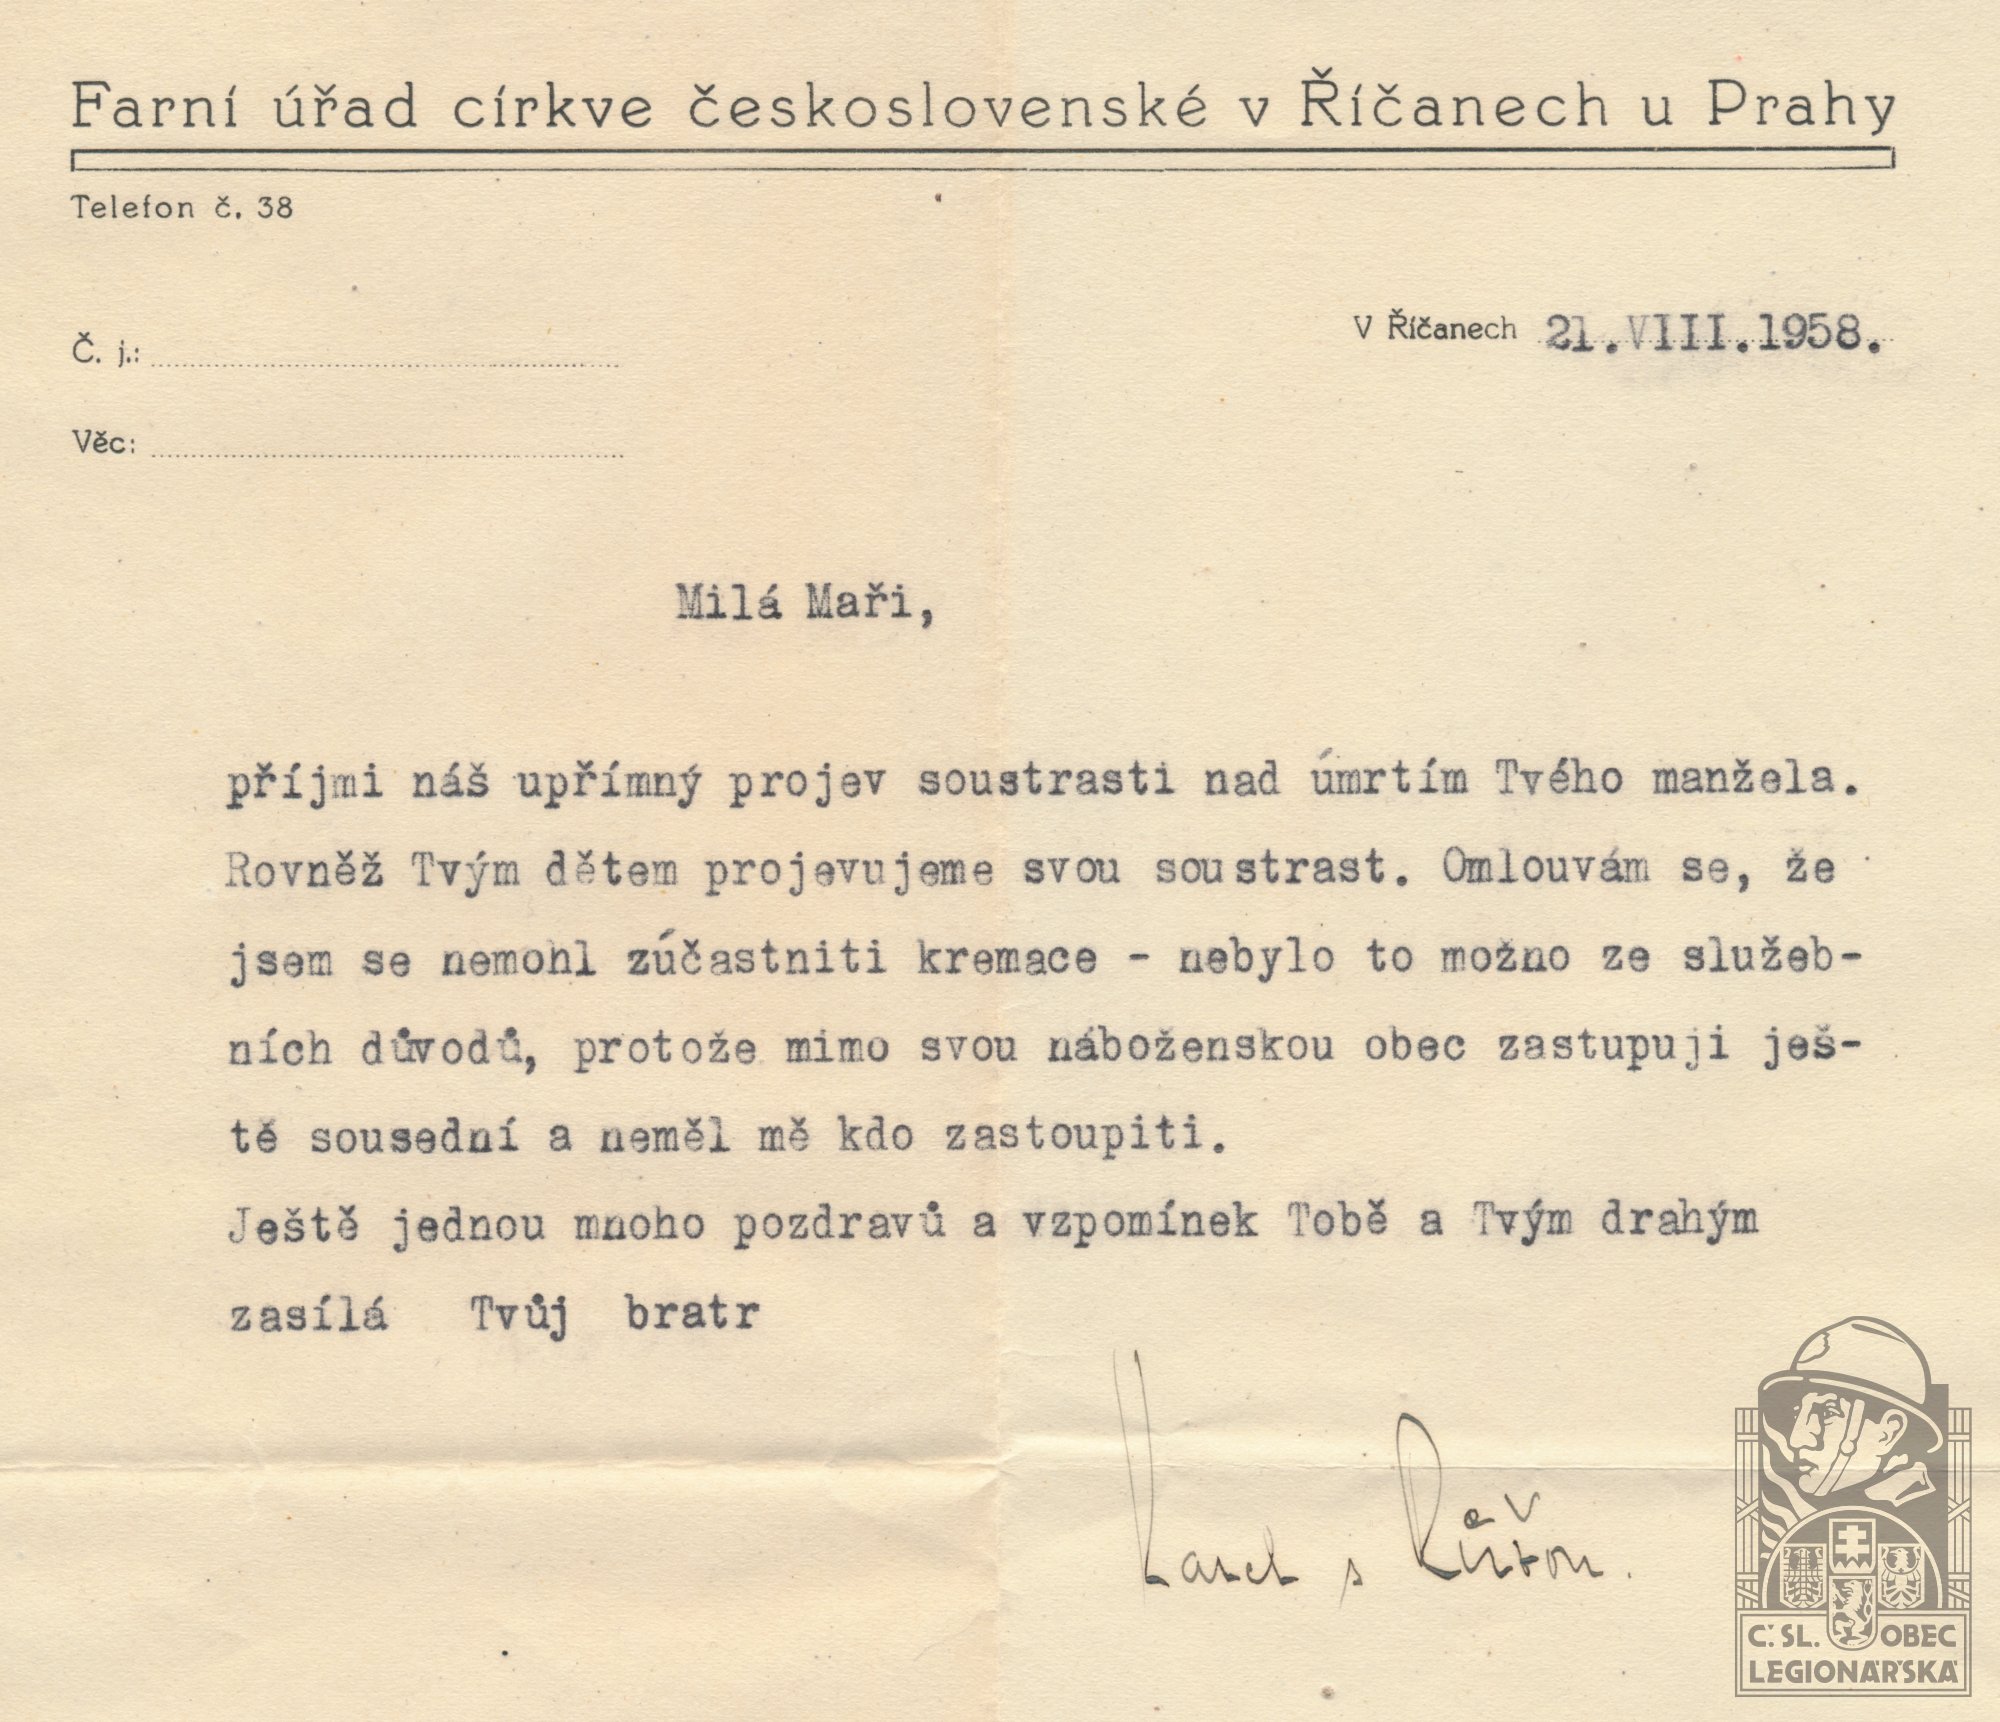 Farní úřad církve československé v Říčanech u Prahy
Telefon č. 38
V Říčanech 21.VIII.1958.
Č. j.:
Věc:
Milá Maři,
příjmi náš upřímný projev soustrasti nad úmrtím Tvého manžela.
Rovněž Tvým dětem projevujeme svou soustrast. Omlouvám se, že
jsem se nemohl zúčastniti kremace - nebylo to možno ze služeb-
ních důvodů, protože mimo svou náboženskou obec zastupuji ješ-
tě sousední a neměl mě kdo zastoupiti.
Ještě jednou mnoho pozdravů a vzpomínek Tobě a Tvým drahým
zasílá Tvůj bratr
Karel s Růžou.
Č.SL. OBEC
LEGIONÁŘSKÁ